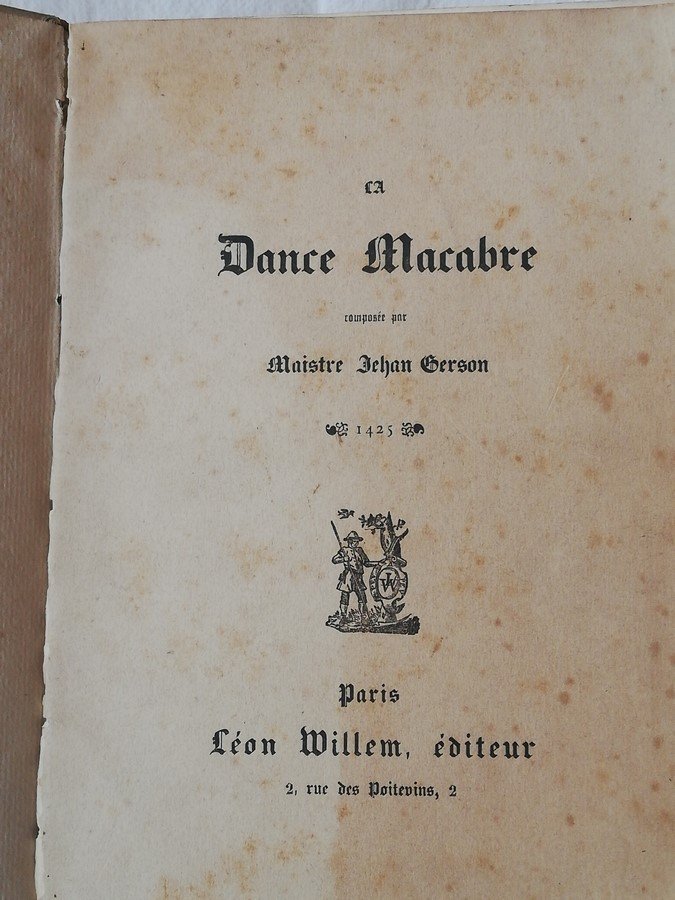 LA
Dance Macabre
composée par
Maistre Jehan Gerson
1425
W
Paris
Léon Willem, éditeur
2, rue des Poitevins, 2